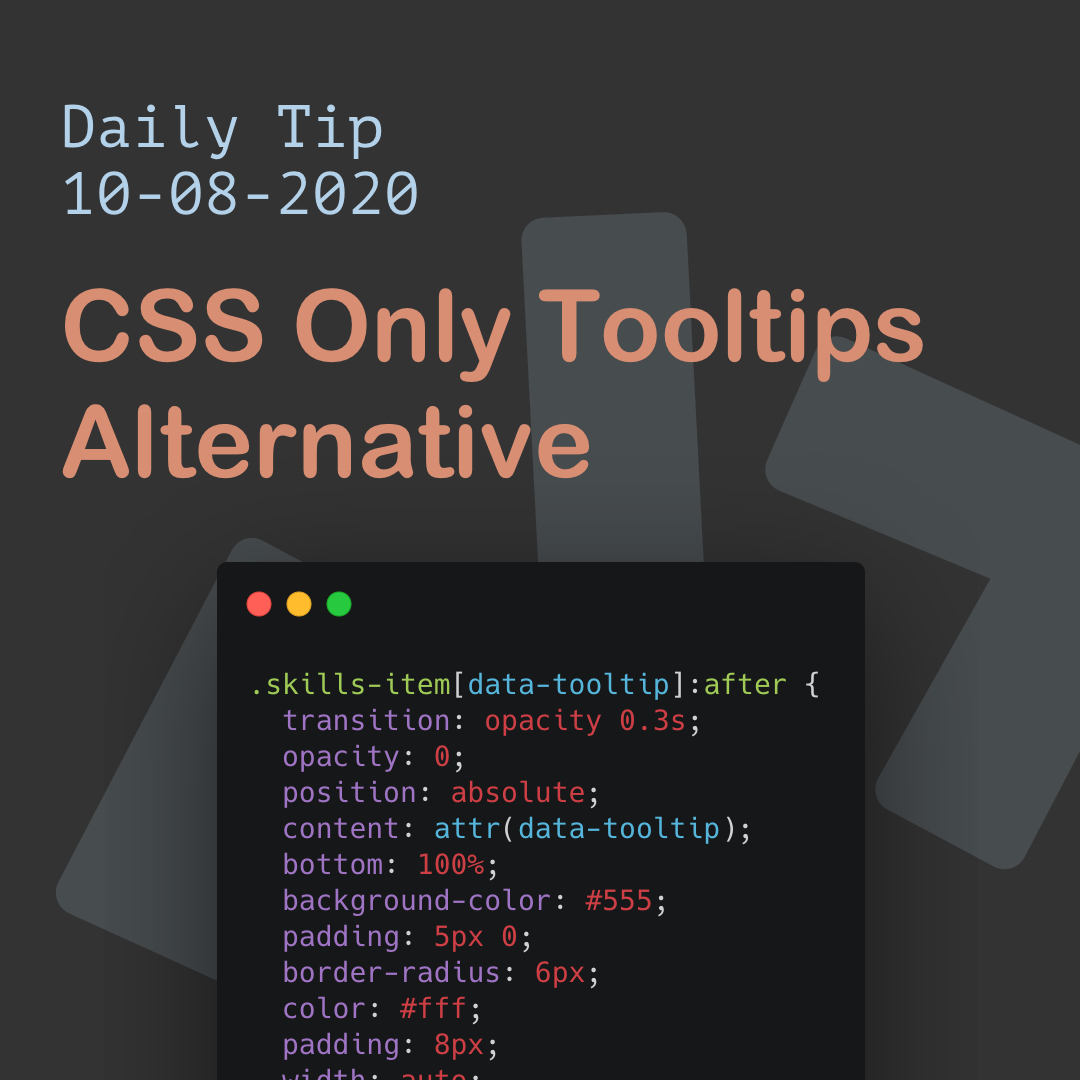 Daily Tip
10-08-2020
CSS Only Tooltips
Alternative
.skills-item[data-tooltip]:after {
  transition: opacity 0.3s;
  opacity: 0;
  position: absolute;
  content: attr(data-tooltip);
  bottom: 100%;
  background-color: #555;
  padding: 5px 0;
  border-radius: 6px;
  color: #fff;
  padding: 8px;
  width: auto;